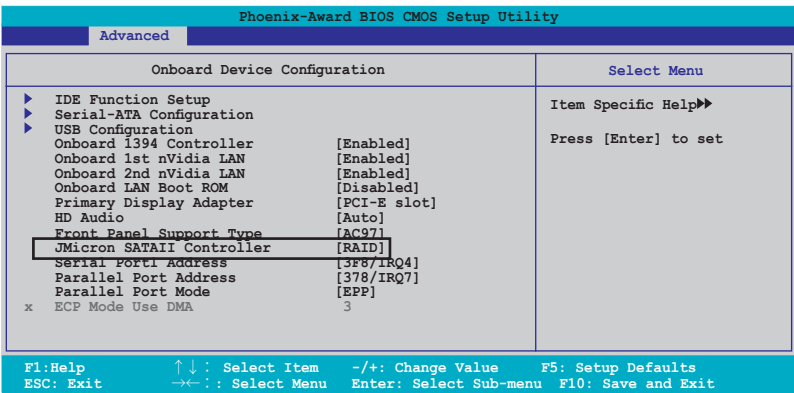 Phoenix-Award BIOS CMOS Setup Utility
Advanced
Onboard Device Configuration
Select Menu
IDE Function Setup
Serial-ATA Configuration
USB Configuration
Onboard 1394 Controller [Enabled]
Onboard 1st nVidia LAN [Enabled]
Onboard 2nd nVidia LAN [Enabled]
Onboard LAN Boot ROM [Disabled]
Primary Display Adapter [PCI-E slot]
HD Audio [Auto]
Front Panel Support Type [AC97]
JMicron SATAII Controller [RAID]
Serial Port1 Address [3F8/IRQ4]
Parallel Port Address [378/IRQ7]
Parallel Port Mode [EPP]
x ECP Mode Use DMA 3
Item Specific Help▶▶
Press [Enter] to set
F1:Help ↑↓: Select Item -/+: Change Value F5: Setup Defaults
ESC: Exit →←: : Select Menu Enter: Select Sub-menu F10: Save and Exit